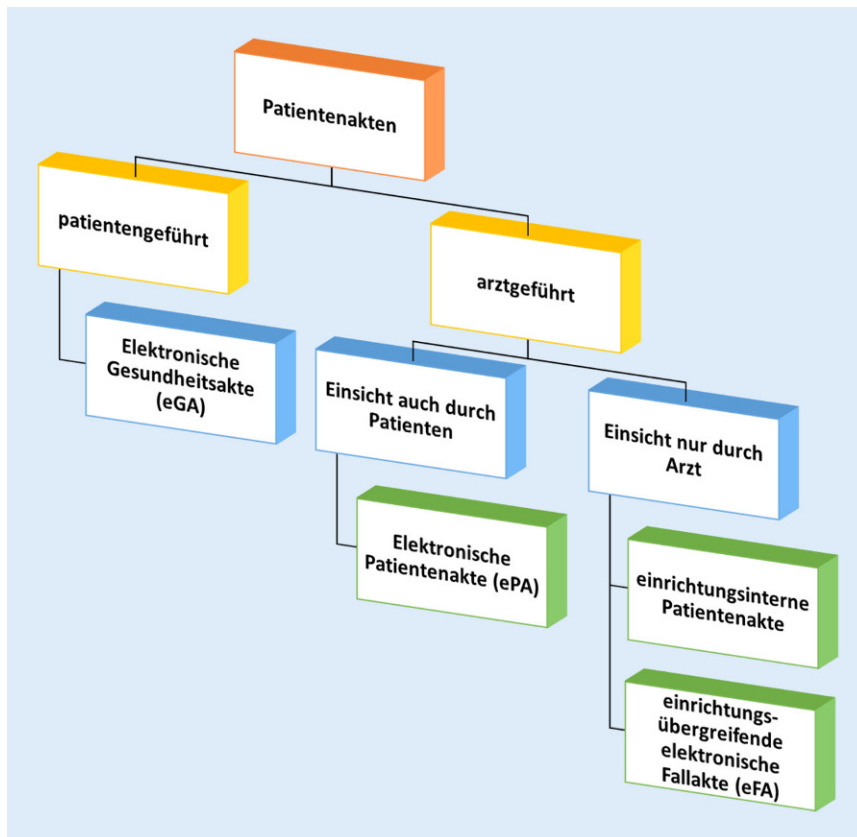 Patientenakten
patientengeführt
arztgeführt
Elektronische
Gesundheitsakte
(eGA)
Einsicht auch durch
Patienten
Einsicht nur durch
Arzt
Elektronische
Patientenakte (ePA)
einrichtungsinterne
Patientenakte
einrichtungs-
übergreifende
elektronische
Fallakte (eFA)